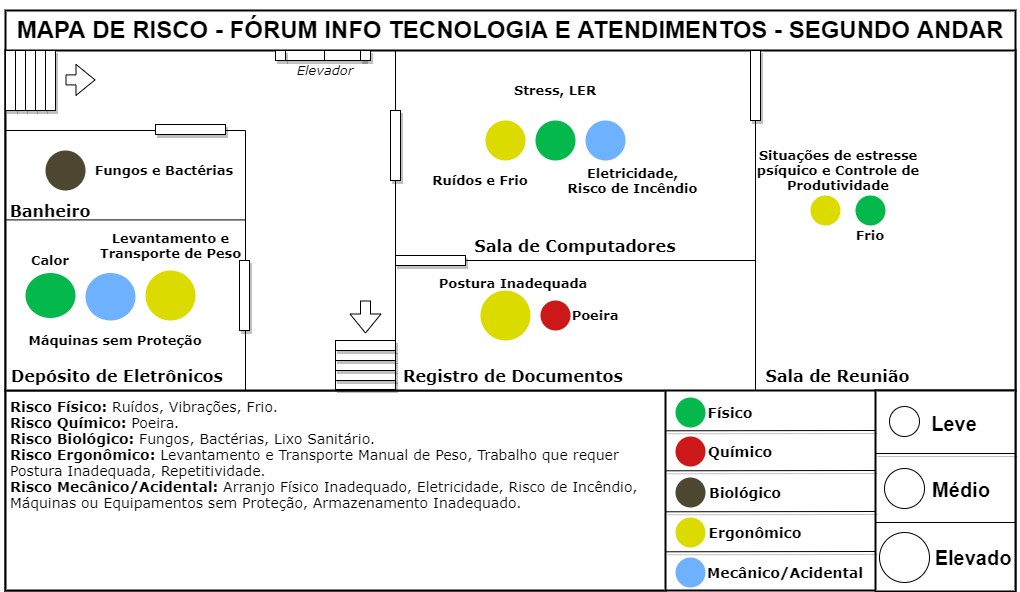 MAPA DE RISCO - FÓRUM INFO TECNOLOGIA E ATENDIMENTOS - SEGUNDO ANDAR
Elevador
Stress, LER
Ruídos e Frio
Eletricidade,
Risco de Incêndio
Sala de Computadores
Situações de estresse
psíquico e Controle de
Produtividade
Frio
Sala de Reunião
Fungos e Bactérias
Banheiro
Levantamento e
Transporte de Peso
Calor
Máquinas sem Proteção
Depósito de Eletrônicos
Postura Inadequada
Poeira
Registro de Documentos
Risco Físico: Ruídos, Vibrações, Frio.
Risco Químico: Poeira.
Risco Biológico: Fungos, Bactérias, Lixo Sanitário.
Risco Ergonômico: Levantamento e Transporte Manual de Peso, Trabalho que requer
Postura Inadequada, Repetitividade.
Risco Mecânico/Acidental: Arranjo Físico Inadequado, Eletricidade, Risco de Incêndio,
Máquinas ou Equipamentos sem Proteção, Armazenamento Inadequado.
Físico
Químico
Biológico
Ergonômico
Mecânico/Acidental
Leve
Médio
Elevado